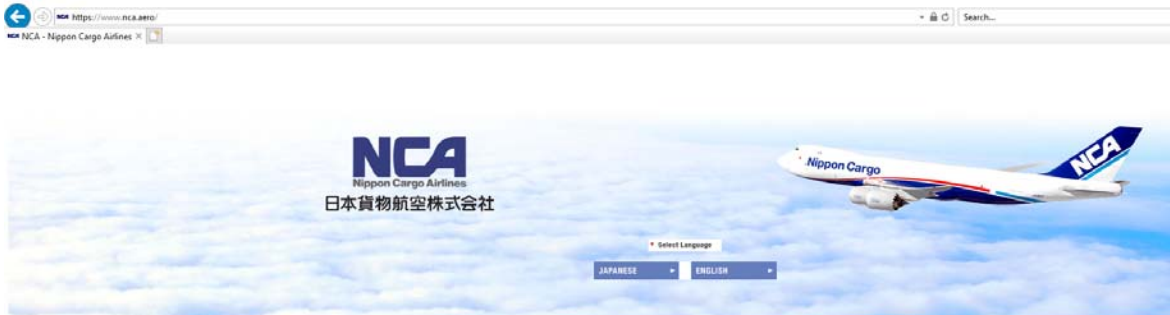 https://www.nca.aero/
Search...
NCA NCA - Nippon Cargo Airlines
NCA
Nippon Cargo Airlines
日本貨物航空株式会社
Nippon Cargo
NCA
Select Language
JAPANESE
ENGLISH